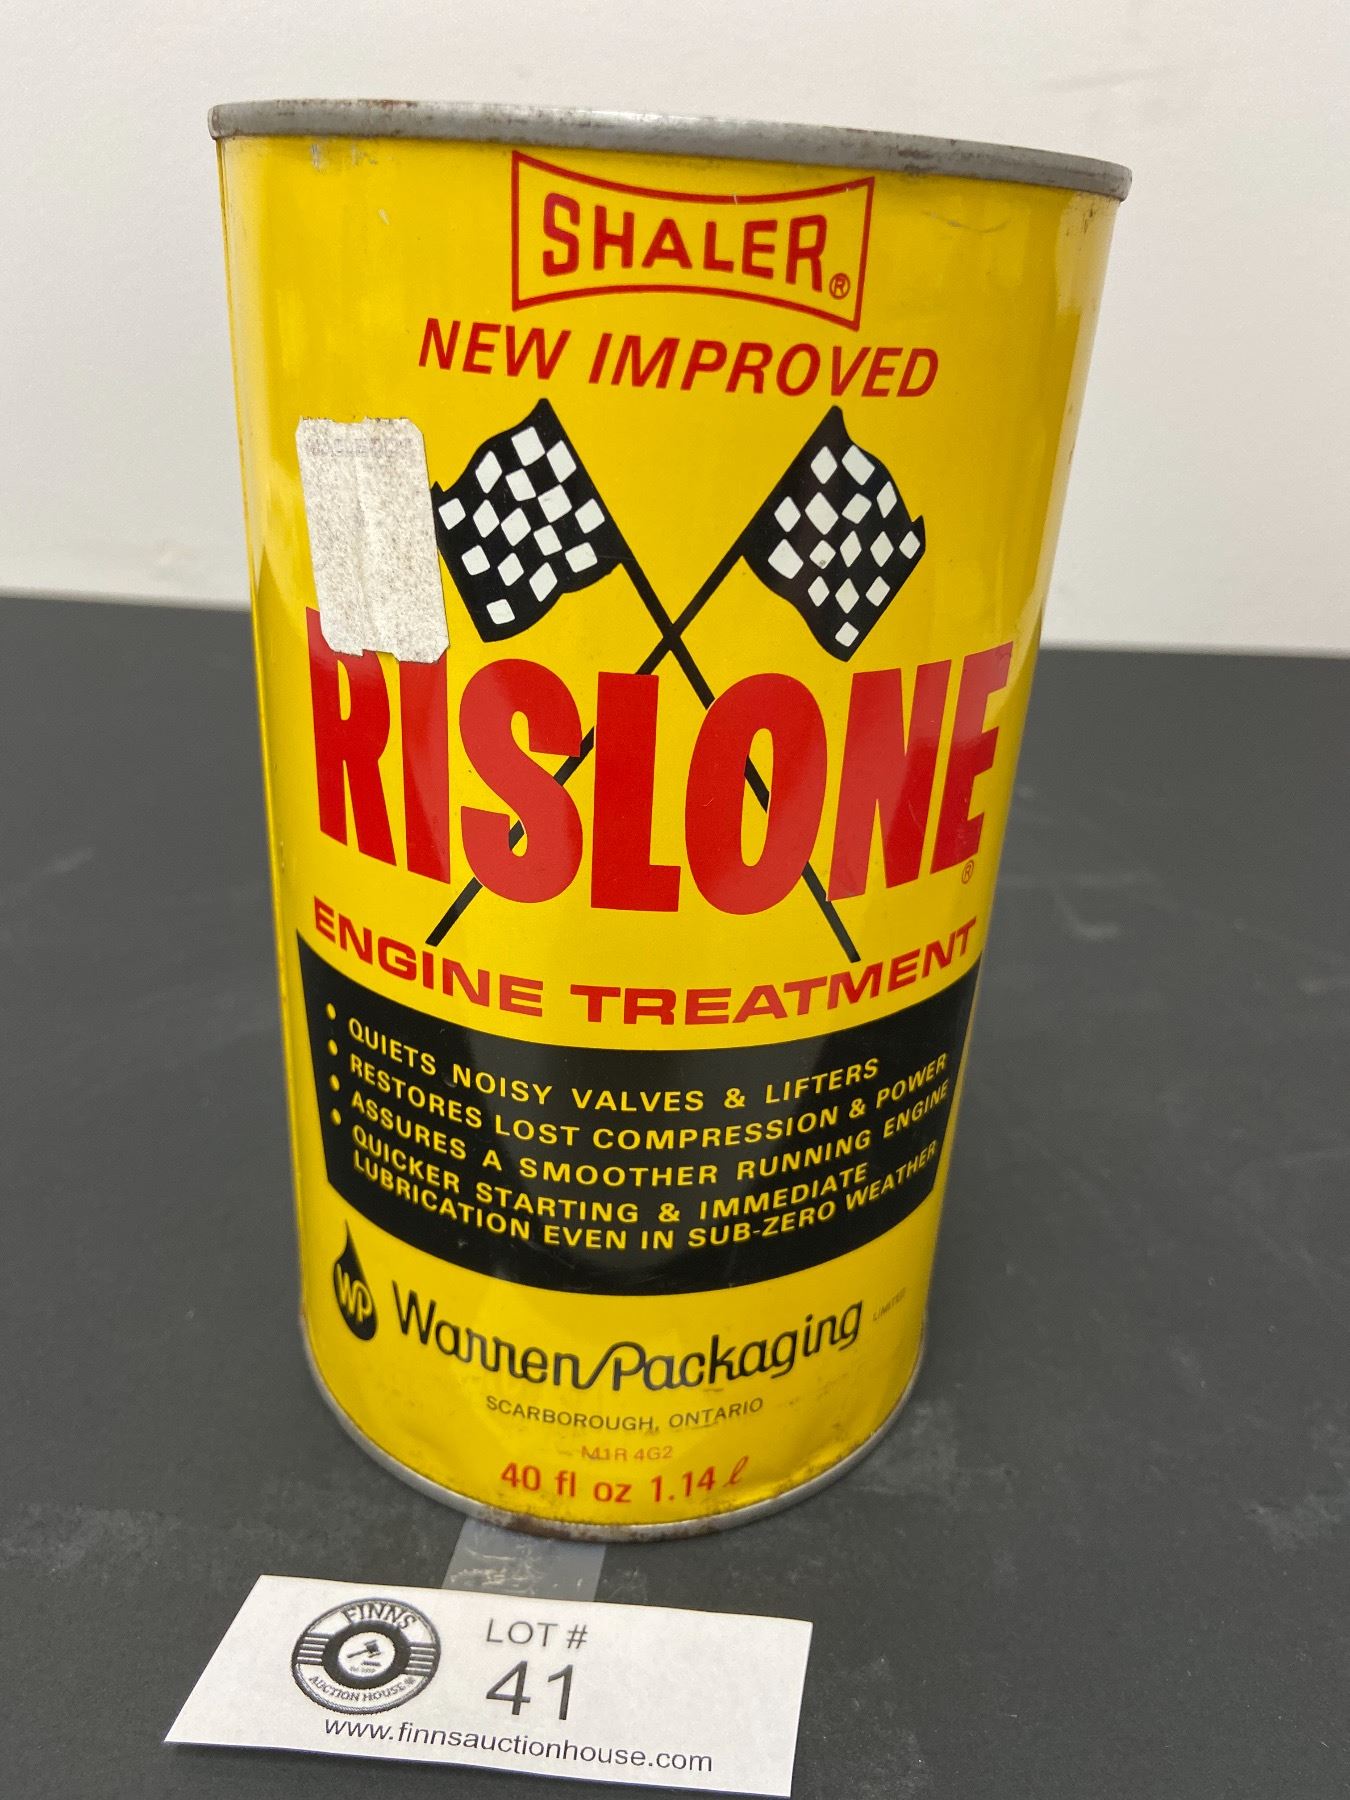 SHALER®
NEW IMPROVED
RISLONE®
ENGINE TREATMENT
• QUIETS NOISY VALVES & LIFTERS
• RESTORES LOST COMPRESSION & POWER
• ASSURES A SMOOTHER RUNNING ENGINE
• QUICKER STARTING & IMMEDIATE
LUBRICATION EVEN IN SUB-ZERO WEATHER
WP
Warren/Packaging LIMITED
SCARBOROUGH, ONTARIO
M1R 4G2
40 fl oz 1.14 ℓ
FINNS
AUCTION HOUSE
LOT #
41
www.finnsauctionhouse.com